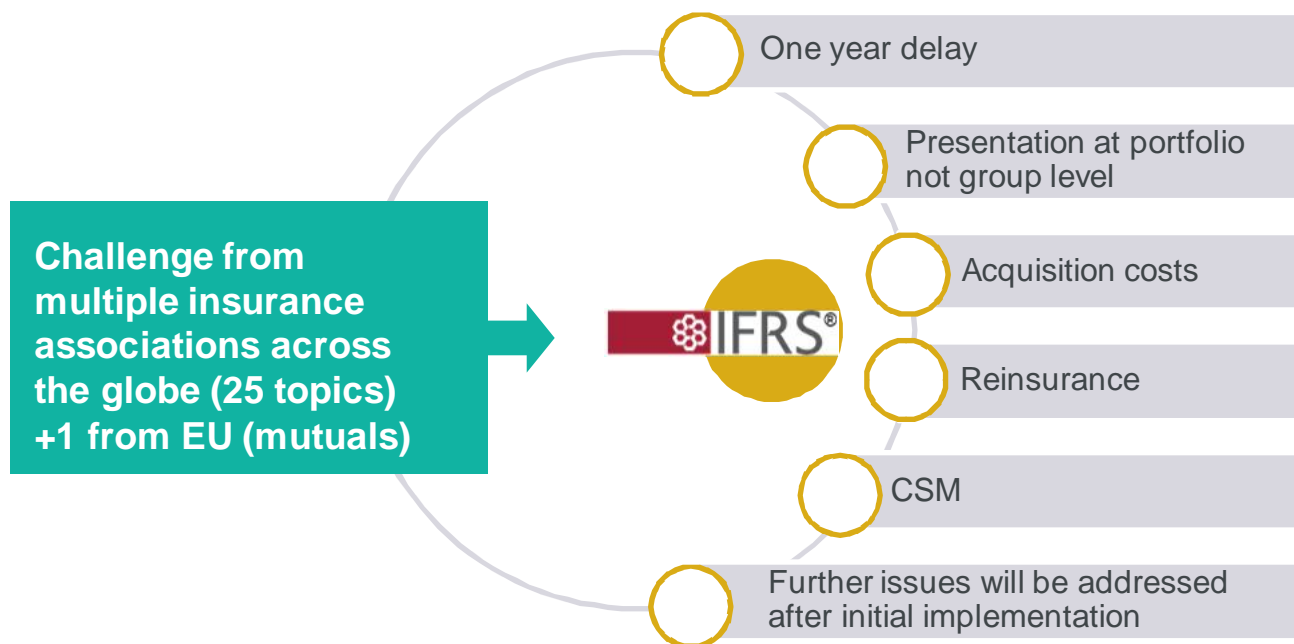 One year delay
Presentation at portfolio
not group level
Challenge from
multiple insurance
associations across
the globe (25 topics)
+1 from EU (mutuals)
IFRS®
Acquisition costs
Reinsurance
CSM
Further issues will be addressed
after initial implementation